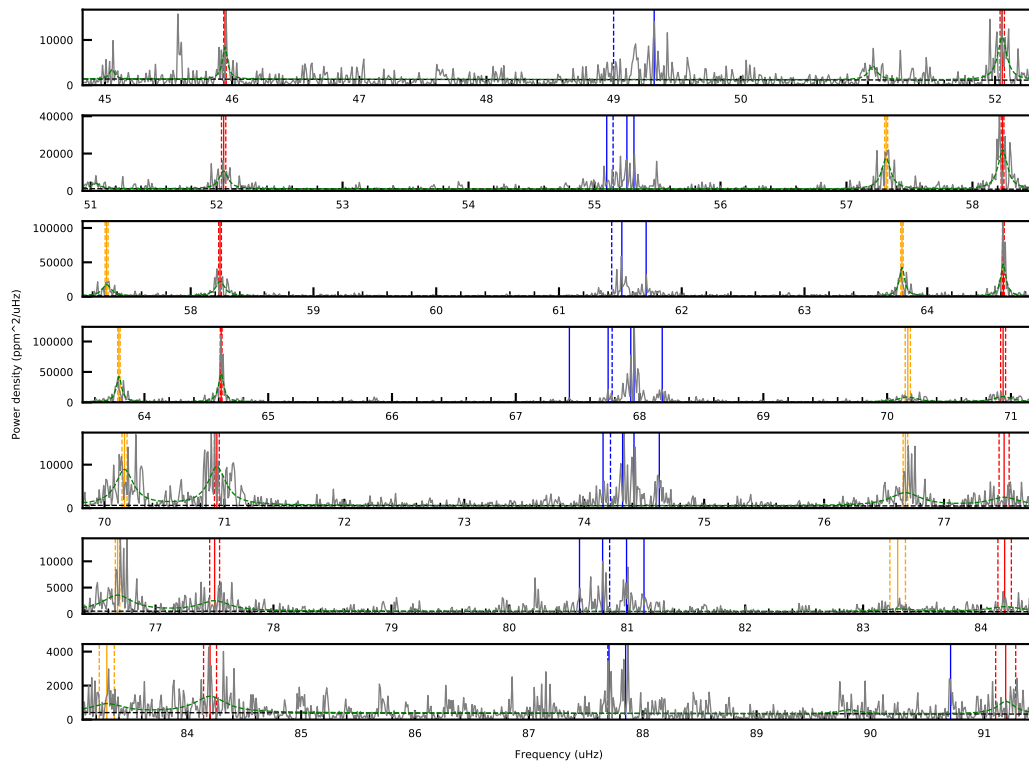 10000
0
45 46 47 48 49 50 51 52
40000
20000
0
51 52 53 54 55 56 57 58
100000
50000
0
58 59 60 61 62 63 64
100000
50000
0
64 65 66 67 68 69 70 71
10000
0
70 71 72 73 74 75 76 77
10000
5000
0
77 78 79 80 81 82 83 84
4000
2000
0
84 85 86 87 88 89 90 91
Power density (ppm^2/uHz)
Frequency (uHz)